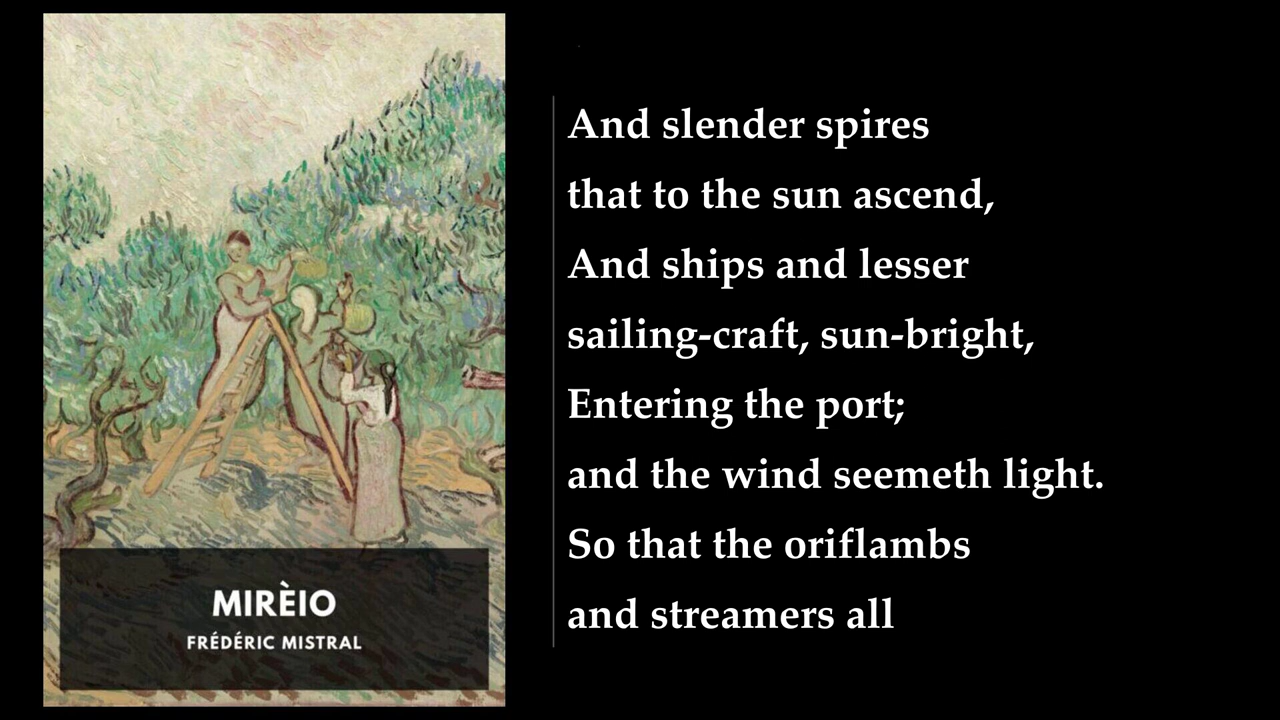 MIRÈIO
FRÉDÉRIC MISTRAL
And slender spires
that to the sun ascend,
And ships and lesser
sailing-craft, sun-bright,
Entering the port;
and the wind seemeth light.
So that the oriflambs
and streamers all